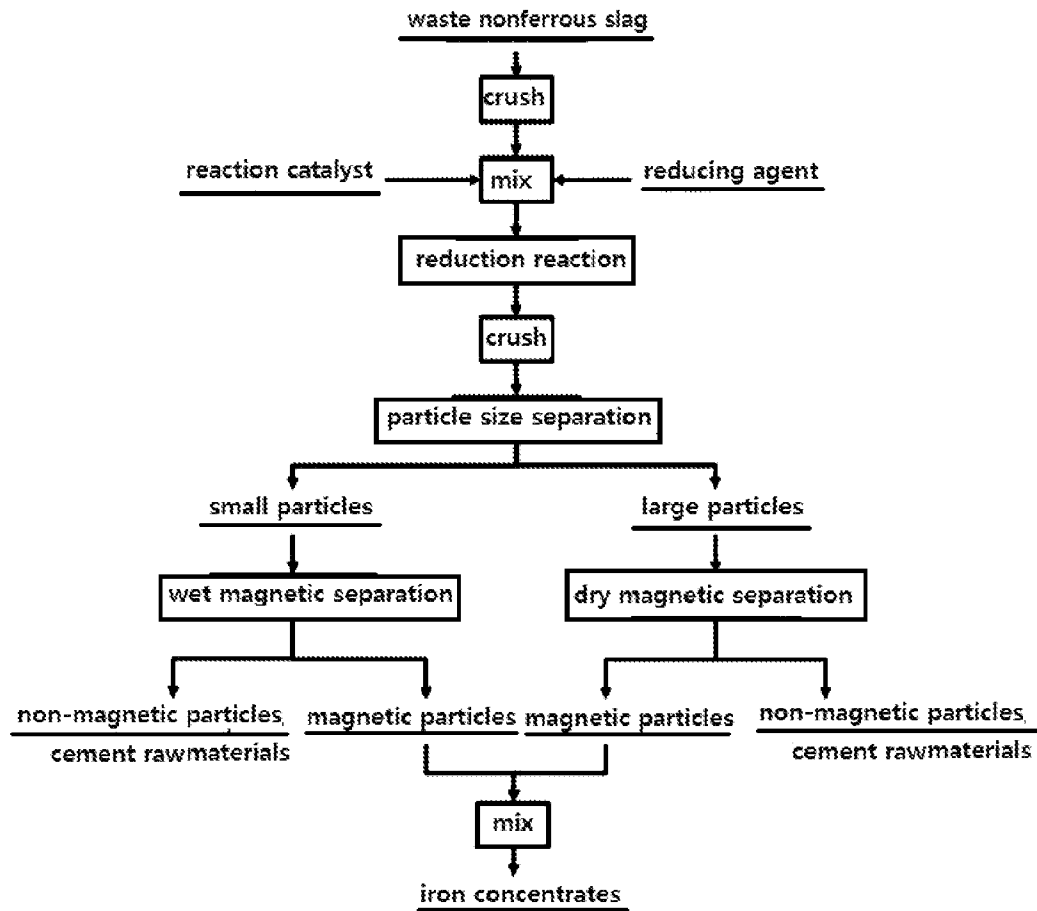 waste nonferrous slag
crush
reaction catalyst
mix
reducing agent
reduction reaction
crush
particle size separation
small particles
large particles
wet magnetic separation
dry magnetic separation
non-magnetic particles,
cement rawmaterials
magnetic particles
magnetic particles
non-magnetic particles,
cement rawmaterials
mix
iron concentrates